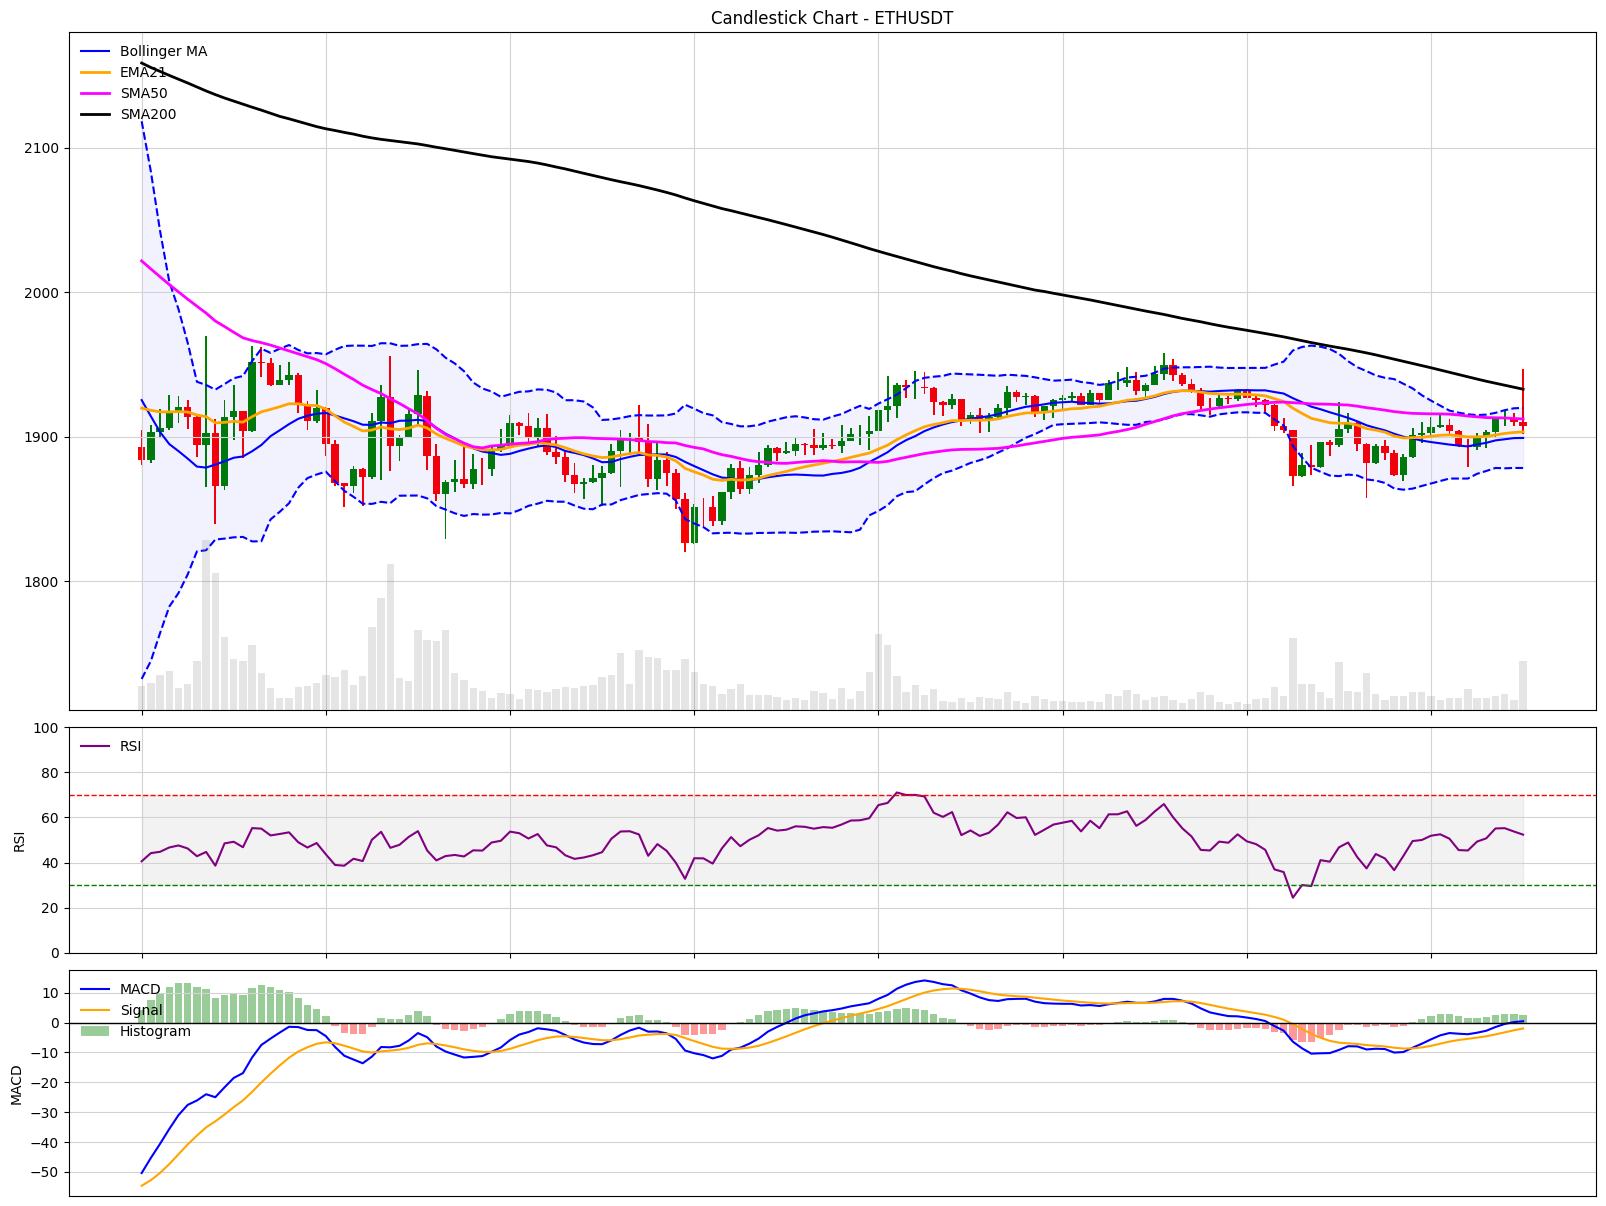 Candlestick Chart - ETHUSDT
Bollinger MA
EMA21
SMA50
SMA200
2100
2000
1900
1800
RSI
100
80
60
40
20
0
RSI
MACD
Signal
Histogram
10
0
−10
−20
−30
−40
−50
MACD